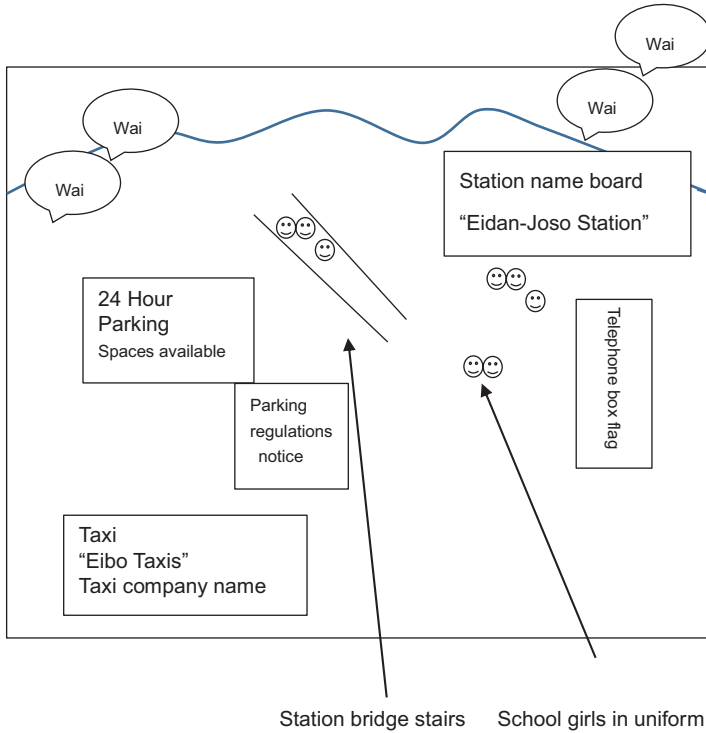 Wai
Wai
Wai
Wai
Station name board
“Eidan-Joso Station”
24 Hour
Parking
Spaces available
Telephone box flag
Parking
regulations
notice
Taxi
“Eibo Taxis”
Taxi company name
Station bridge stairs
School girls in uniform